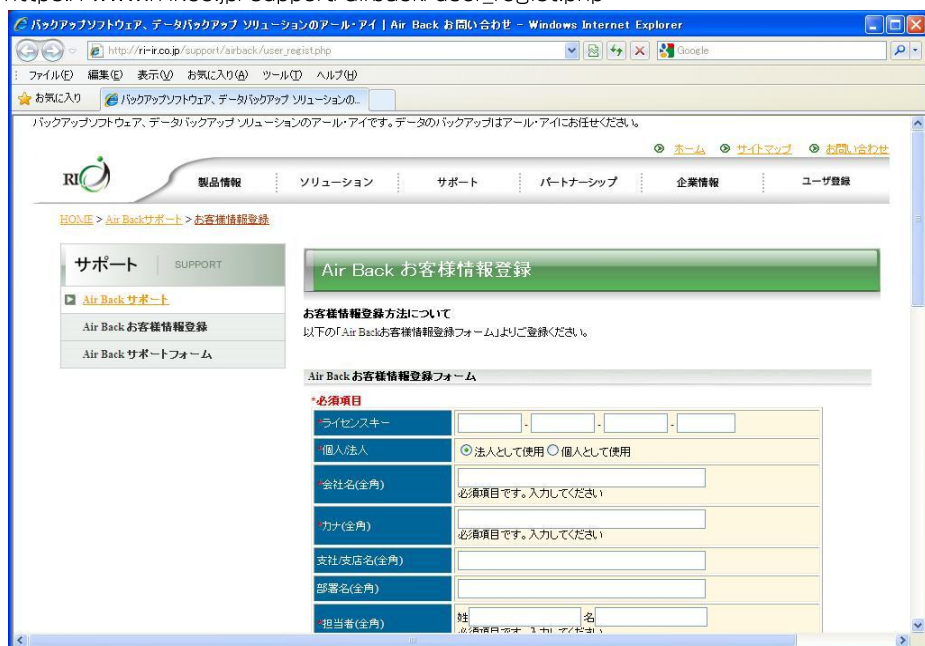 バックアップソフトウェア、データバックアップ ソリューションのアール・アイ | Air Back お問い合わせ - Windows Internet Explorer
http://ri-ir.co.jp/support/airback/user_regist.php
Google
ファイル(F) 編集(E) 表示(V) お気に入り(A) ツール(T) ヘルプ(H)
お気に入り バックアップソフトウェア、データバックアップ ソリューションの...
バックアップソフトウェア、データバックアップ ソリューションのアール・アイです。データのバックアップはアール・アイにお任せください。
ホーム サイトマップ お問い合わせ
RI
製品情報 ソリューション サポート パートナーシップ 企業情報 ユーザ登録
HOME > Air Backサポート > お客様情報登録
サポート SUPPORT
Air Back サポート
Air Back お客様情報登録
Air Back サポートフォーム
Air Back お客様情報登録
お客様情報登録方法について
以下の「Air Backお客様情報登録フォーム」よりご登録ください。
Air Back お客様情報登録フォーム
*必須項目
*ライセンスキー - - -
*個人/法人 法人として使用 個人として使用
*会社名(全角)
必須項目です。入力してください
*カナ(全角)
必須項目です。入力してください
支社/支店名(全角)
部署名(全角)
*担当者(全角) 姓 名